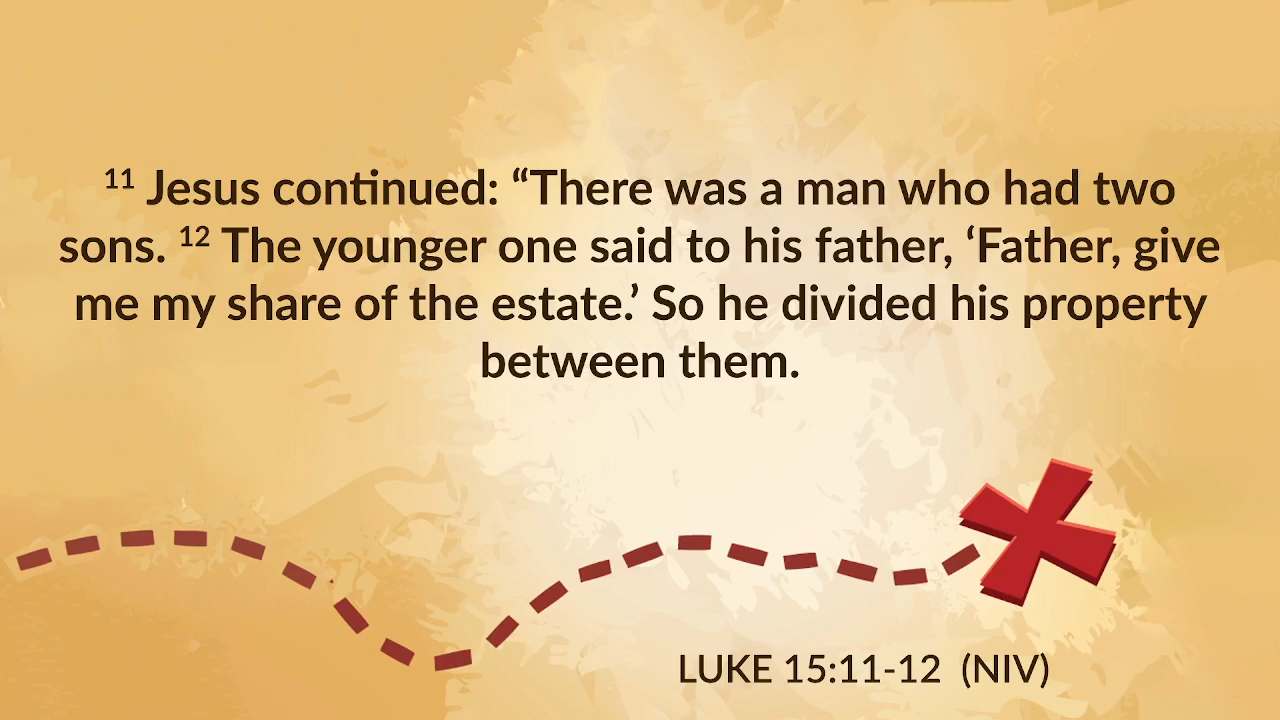 ¹¹ Jesus continued: “There was a man who had two
sons. ¹² The younger one said to his father, ‘Father, give
me my share of the estate.’ So he divided his property
between them.
LUKE 15:11-12 (NIV)